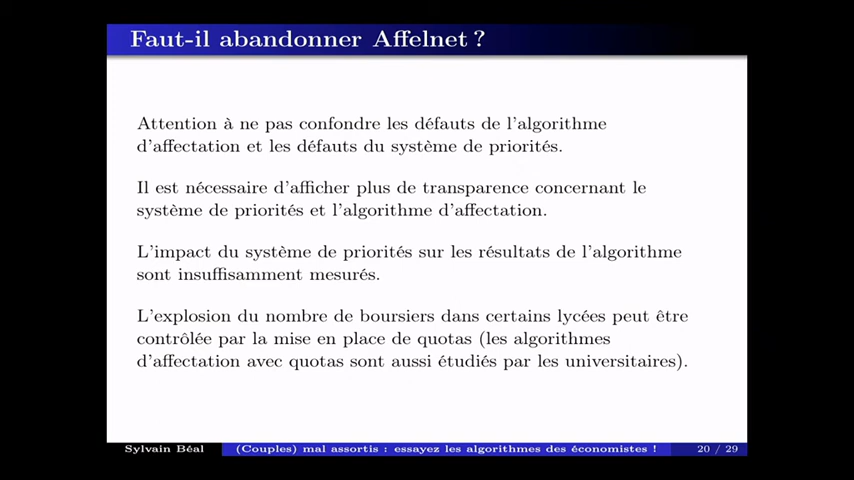 Faut-il abandonner Affelnet ?
Attention à ne pas confondre les défauts de l'algorithme
d'affectation et les défauts du système de priorités.
Il est nécessaire d'afficher plus de transparence concernant le
système de priorités et l'algorithme d'affectation.
L'impact du système de priorités sur les résultats de l'algorithme
sont insuffisamment mesurés.
L'explosion du nombre de boursiers dans certains lycées peut être
contrôlée par la mise en place de quotas (les algorithmes
d'affectation avec quotas sont aussi étudiés par les universitaires).
Sylvain Béal (Couples) mal assortis : essayez les algorithmes des économistes ! 20 / 29